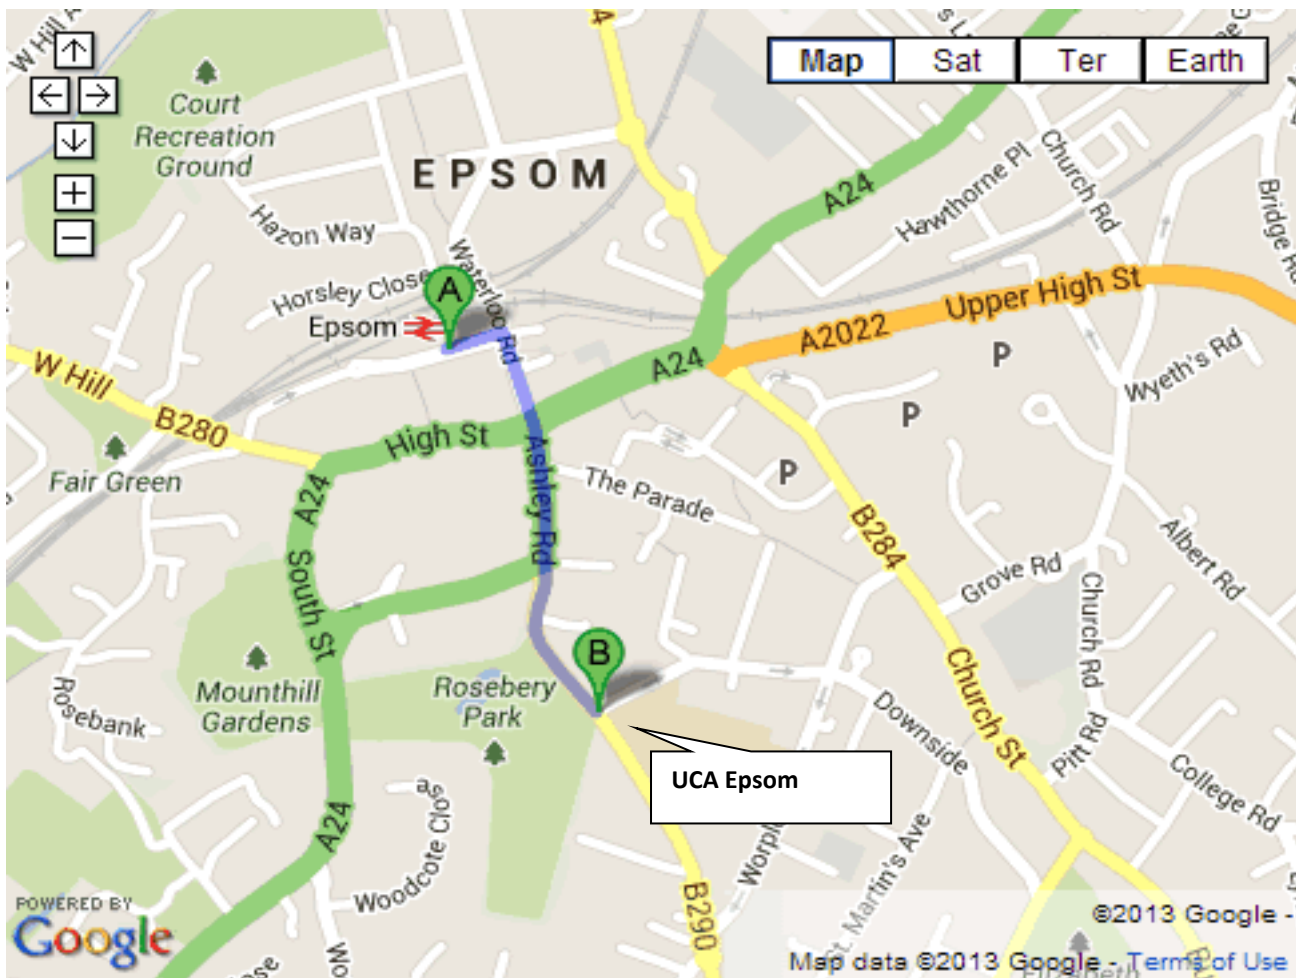 W Hill A
Map
Sat
Ter
Earth
Court
Recreation
Ground
EPSOM
A24
Hawthorne Pl
Church Rd
Bridge Rd
Hazon Way
Waterloo Rd
Horsley Close
A
Epsom
A24
A2022
Upper High St
W Hill
B280
High St
P
P
P
Wyeth's Rd
Fair Green
A24
Ashley Rd
The Parade
B284
Albert Rd
South St
Grove Rd
Church Rd
B
Mounthill
Gardens
Rosebery
Park
Rosebank
Church St
Downside
Pitt Rd
College Rd
UCA Epsom
A24
Woodcote Clos
St. Martin's Ave
B290
POWERED BY
Google
©2013 Google -
Map data ©2013 Google - Terms of Use